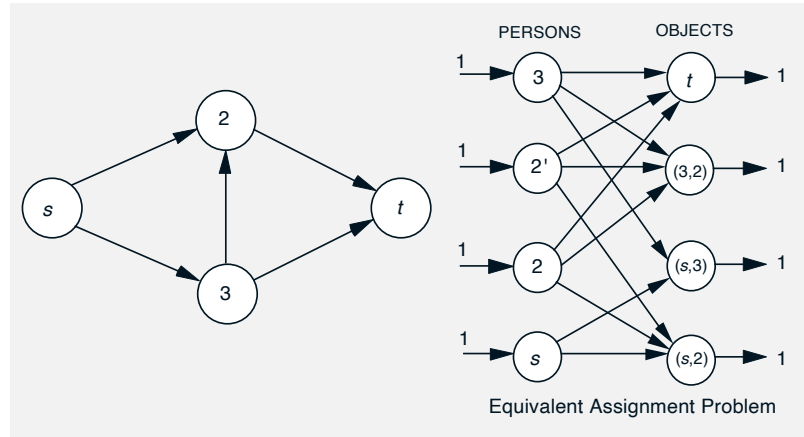 PERSONS OBJECTS
1 3 t 1
2
1 2' (3,2) 1
s t
1 2 (s,3) 1
3
1 s (s,2) 1
Equivalent Assignment Problem